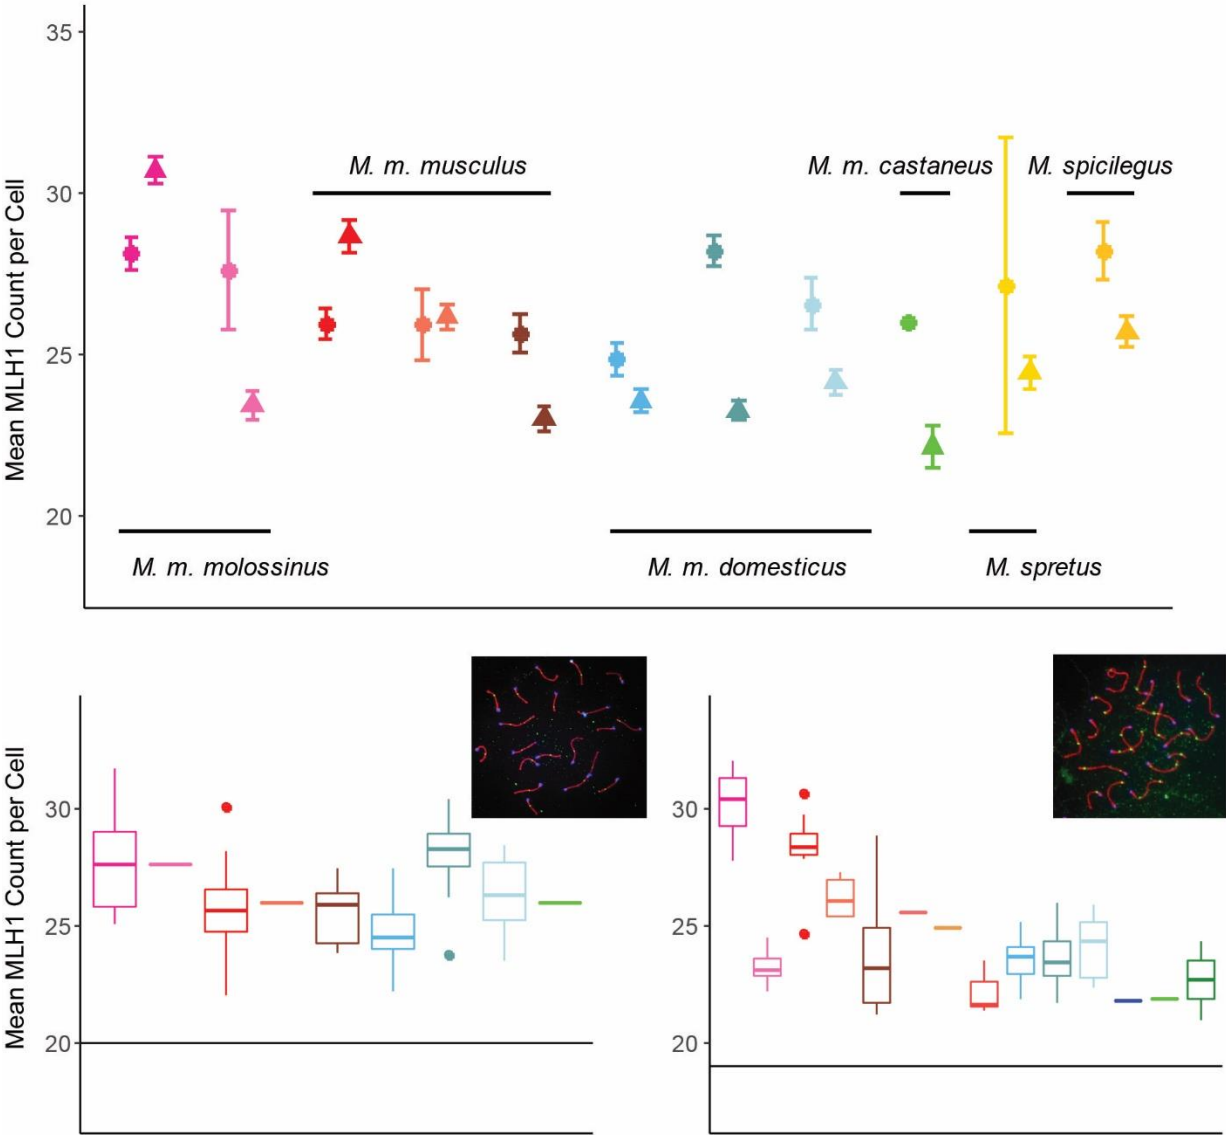 Mean MLH1 Count per Cell
35
30
25
20
M. m. musculus
M. m. castaneus
M. spicilegus
M. m. molossinus
M. m. domesticus
M. spretus
Mean MLH1 Count per Cell
30
25
20
30
25
20